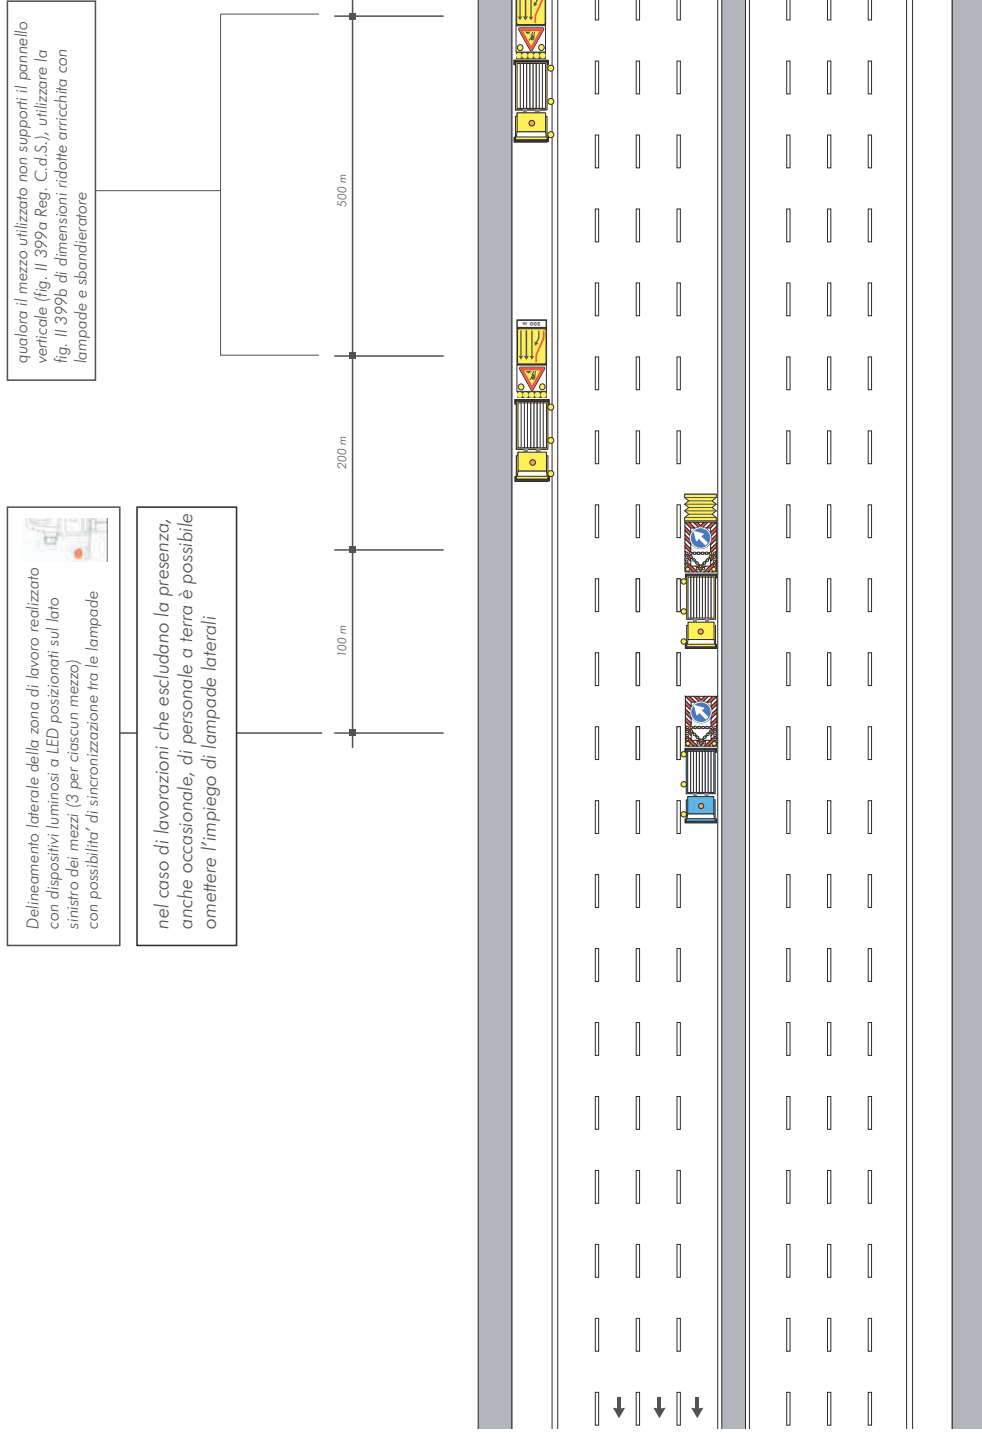 qualora il mezzo utilizzato non supporti il pannello
verticale (fig. II 399a Reg. C.d.S.), utilizzare la
fig. II 399b di dimensioni ridotte arricchita con
lampade e sbandieratore
500 m
200 m
100 m
200 m
Delineamento laterale della zona di lavoro realizzato
con dispositivi luminosi a LED posizionati sul lato
sinistro dei mezzi (3 per ciascun mezzo)
con possibilita' di sincronizzazione tra le lampade
nel caso di lavorazioni che escludano la presenza,
anche occasionale, di personale a terra è possibile
omettere l'impiego di lampade laterali